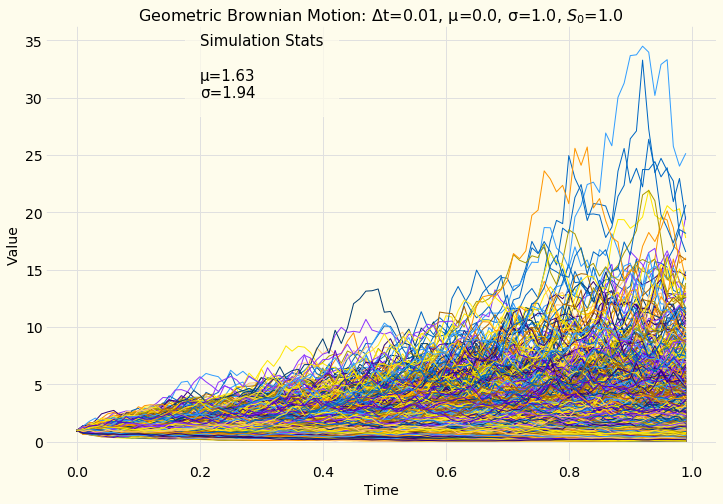 Geometric Brownian Motion: Δt=0.01, μ=0.0, σ=1.0, S₀=1.0
Simulation Stats
μ=1.63
σ=1.94
35
30
25
20
15
10
5
0
Value
0.0 0.2 0.4 0.6 0.8 1.0
Time